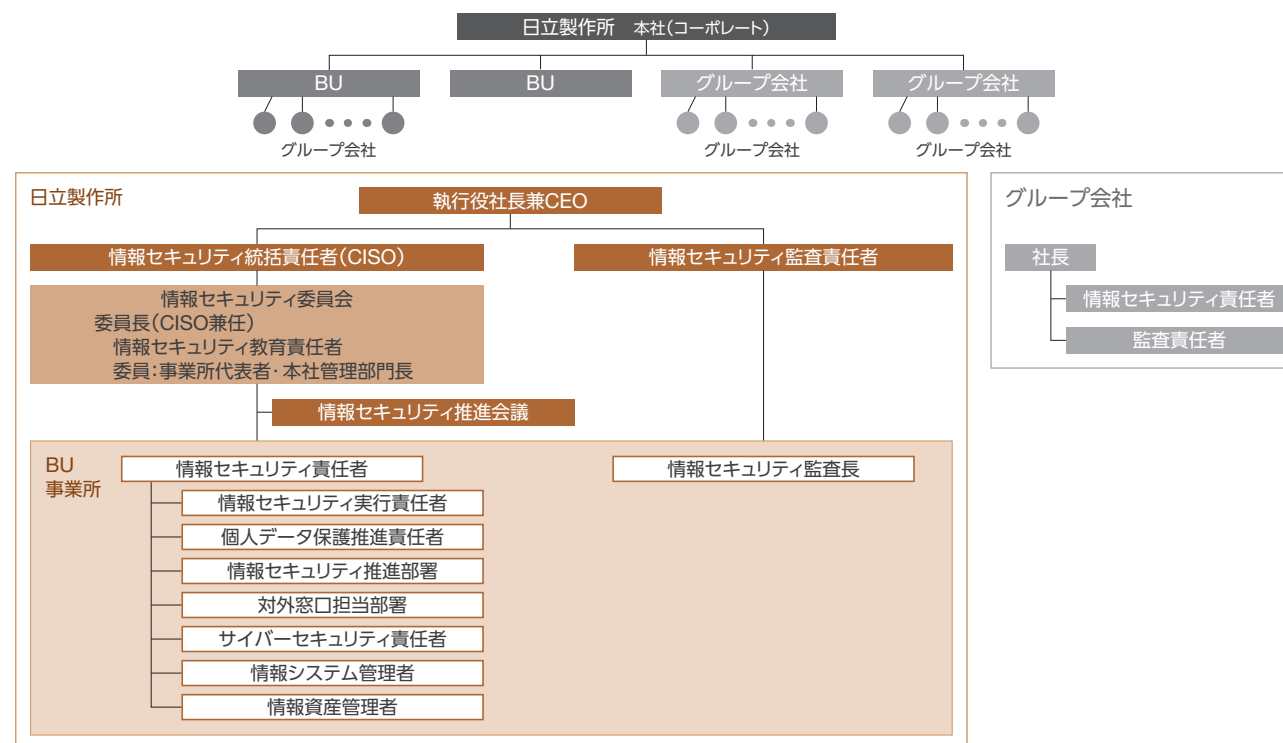 日立製作所 本社(コーポレート)
BU
BU
グループ会社
グループ会社
グループ会社
グループ会社
グループ会社
日立製作所
執行役社長兼CEO
情報セキュリティ統括責任者(CISO)
情報セキュリティ監査責任者
情報セキュリティ委員会
委員長(CISO兼任)
情報セキュリティ教育責任者
委員:事業所代表者・本社管理部門長
情報セキュリティ推進会議
BU
事業所
情報セキュリティ責任者
情報セキュリティ監査長
情報セキュリティ実行責任者
個人データ保護推進責任者
情報セキュリティ推進部署
対外窓口担当部署
サイバーセキュリティ責任者
情報システム管理者
情報資産管理者
グループ会社
社長
情報セキュリティ責任者
監査責任者